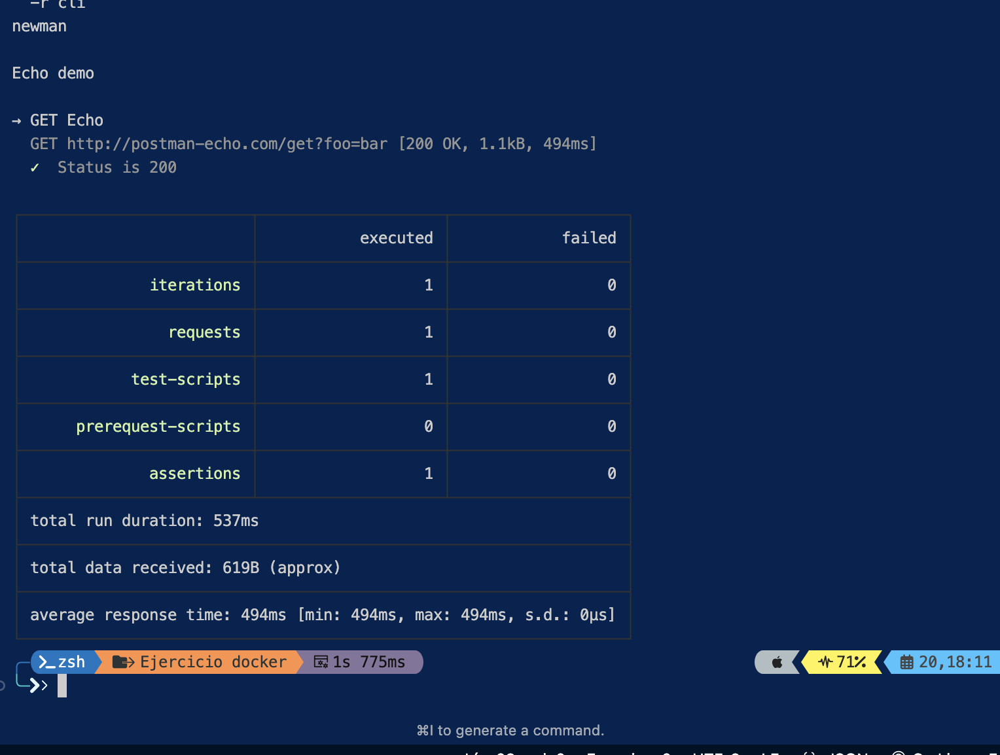 -r cli
newman
Echo demo
→ GET Echo
GET http://postman-echo.com/get?foo=bar [200 OK, 1.1kB, 494ms]
✓ Status is 200
executed failed
iterations 1 0
requests 1 0
test-scripts 1 0
prerequest-scripts 0 0
assertions 1 0
total run duration: 537ms
total data received: 619B (approx)
average response time: 494ms [min: 494ms, max: 494ms, s.d.: 0µs]
zsh Ejercicio docker 1s 775ms 71% 20,18:11
⌘I to generate a command.